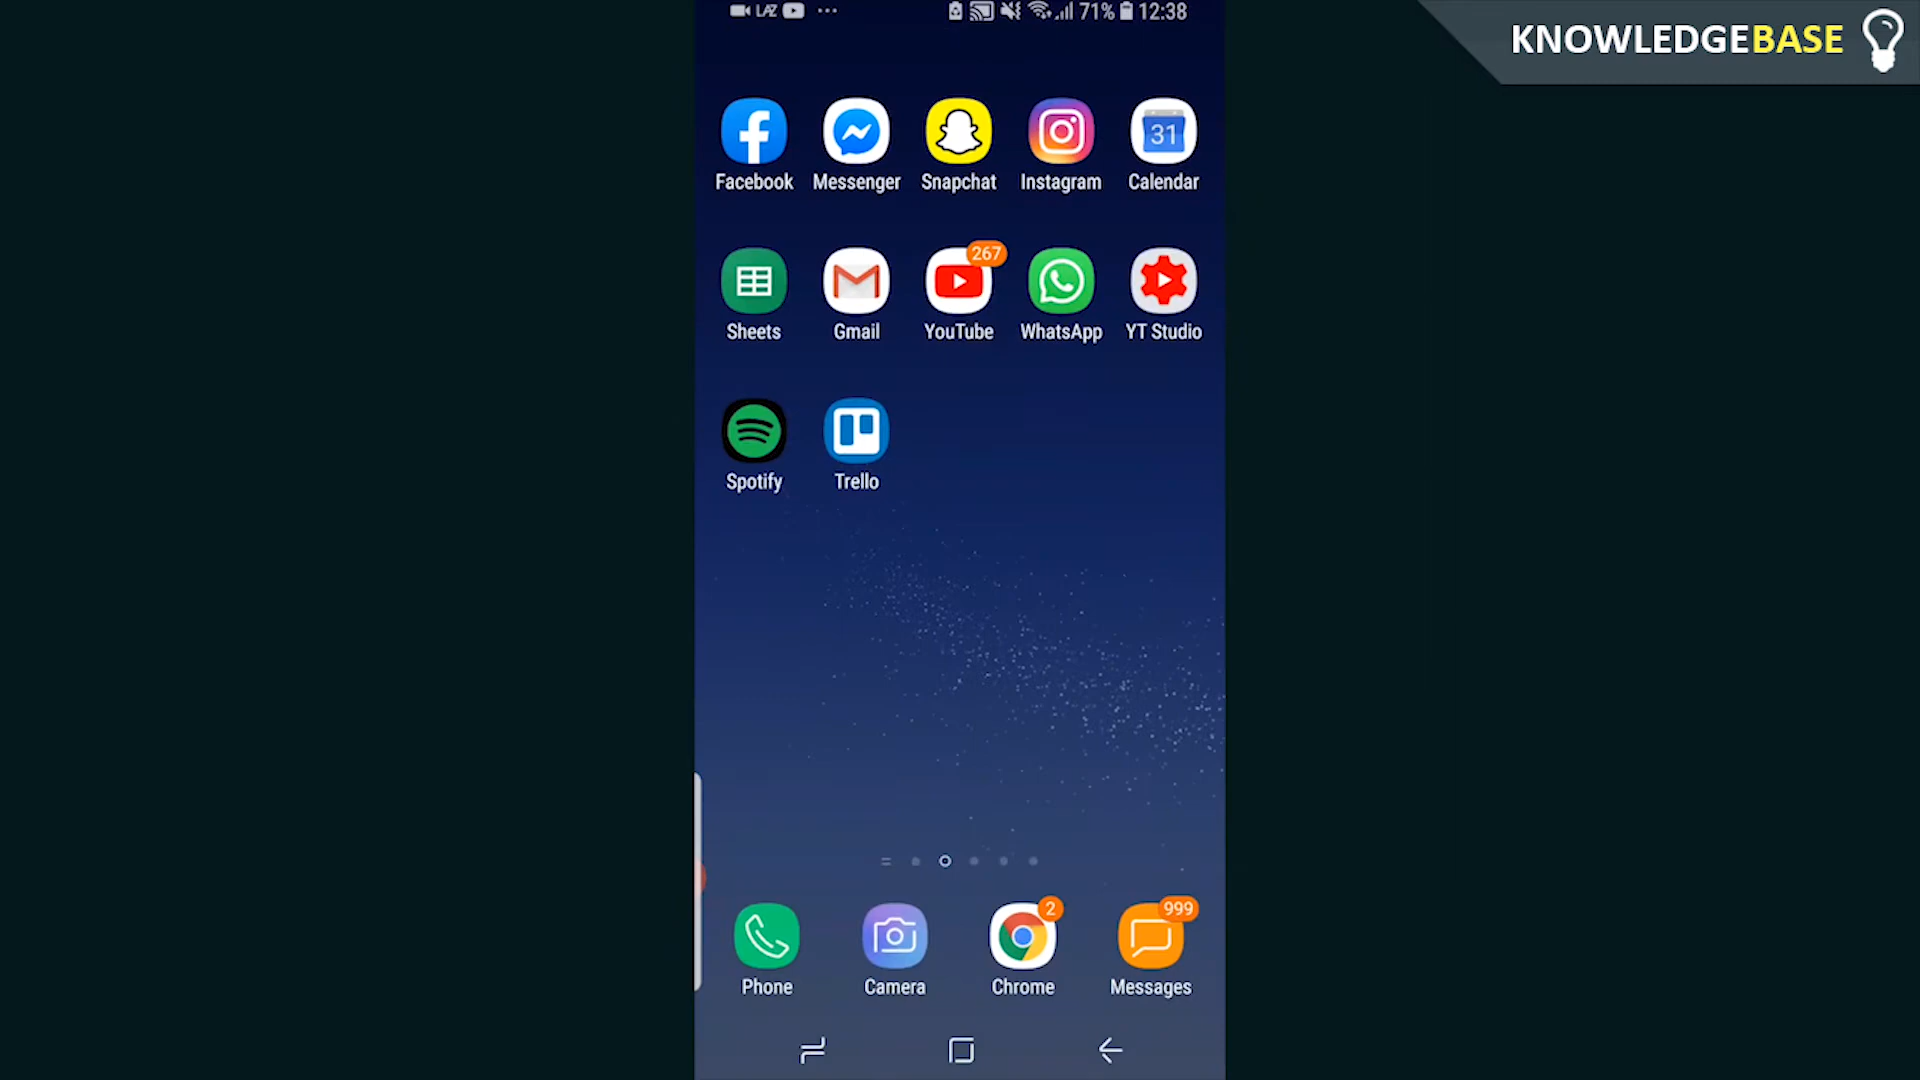 LAZ 71% 12:38
KNOWLEDGEBASE
Facebook Messenger Snapchat Instagram 31 Calendar
267
Sheets Gmail YouTube WhatsApp YT Studio
Spotify Trello
2 999
Phone Camera Chrome Messages